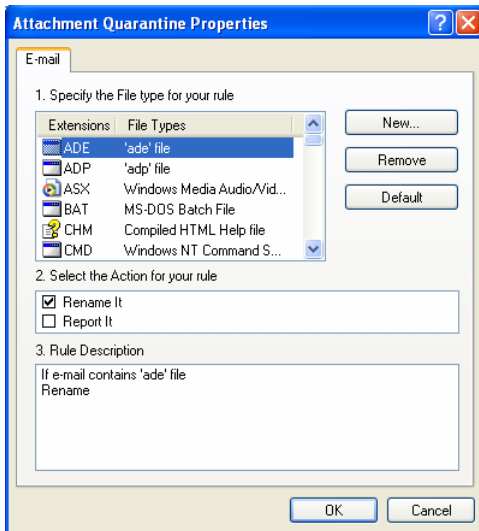 Attachment Quarantine Properties
E-mail
1. Specify the File type for your rule
Extensions File Types
ADE 'ade' file
ADP 'adp' file
ASX Windows Media Audio/Vid...
BAT MS-DOS Batch File
CHM Compiled HTML Help file
CMD Windows NT Command S...
New...
Remove
Default
2. Select the Action for your rule
Rename It
Report It
3. Rule Description
If e-mail contains 'ade' file
Rename
OK Cancel